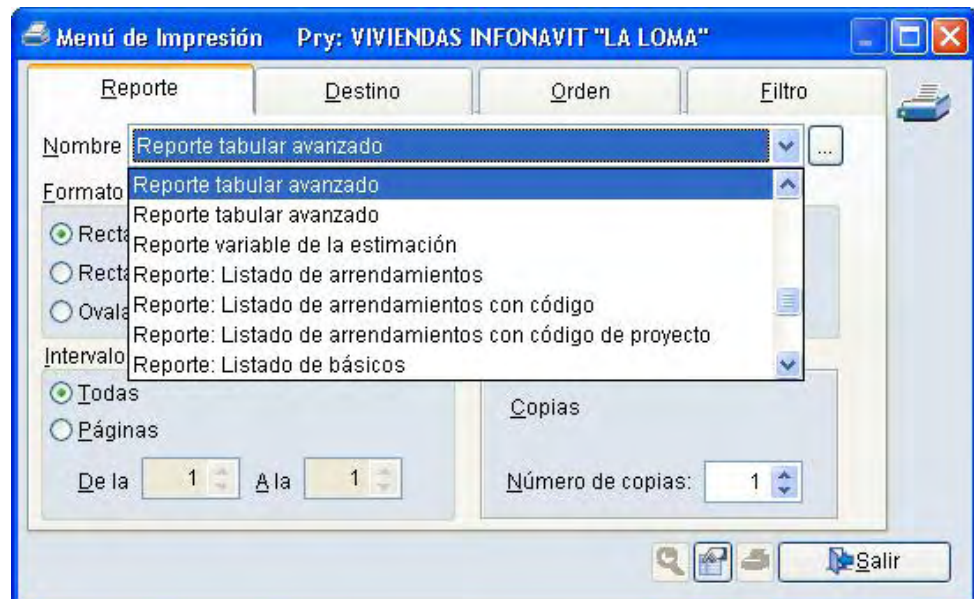 Menú de Impresión Pry: VIVIENDAS INFONAVIT "LA LOMA"
Reporte Destino Orden Filtro
Nombre Reporte tabular avanzado ...
Formato Reporte tabular avanzado
Reporte tabular avanzado
Recta Reporte variable de la estimación
Recta Reporte: Listado de arrendamientos
Reporte: Listado de arrendamientos con código
Ovala Reporte: Listado de arrendamientos con código de proyecto
Intervalo Reporte: Listado de básicos
Todas
Copias
Páginas
De la 1 A la 1 Número de copias: 1
Salir